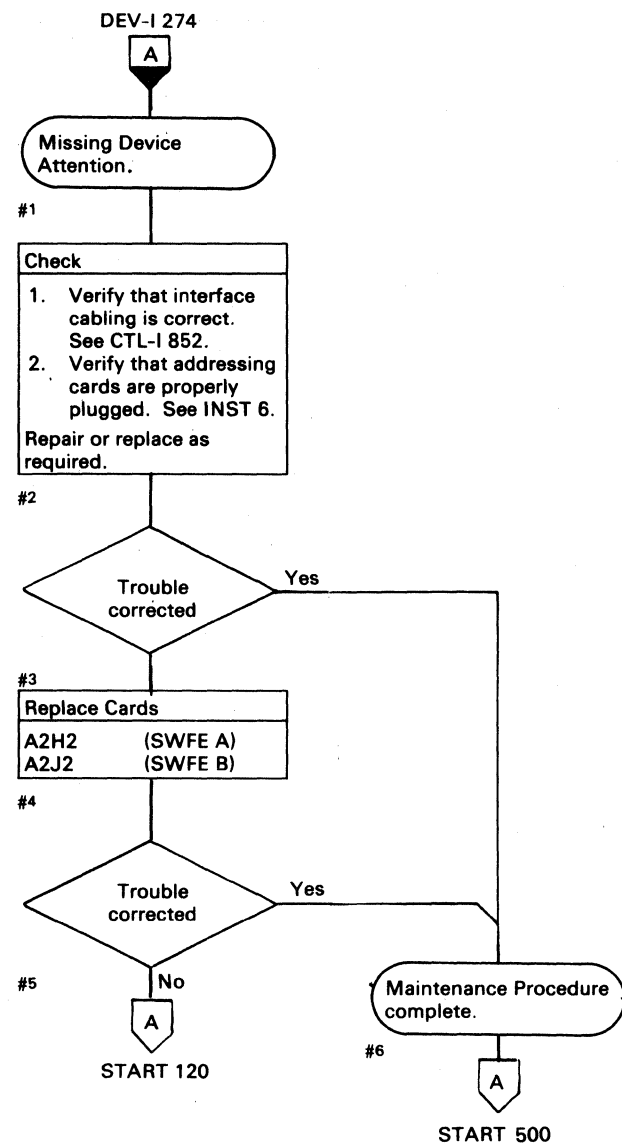 DEV-I 274
A
Missing Device
Attention.
#1
Check
1. Verify that interface
cabling is correct.
See CTL-I 852.
2. Verify that addressing
cards are properly
plugged. See INST 6.
Repair or replace as
required.
#2
Trouble
corrected
Yes
#3
Replace Cards
A2H2 (SWFE A)
A2J2 (SWFE B)
#4
Trouble
corrected
Yes
#5
No
A
START 120
Maintenance Procedure
complete.
#6
A
START 500